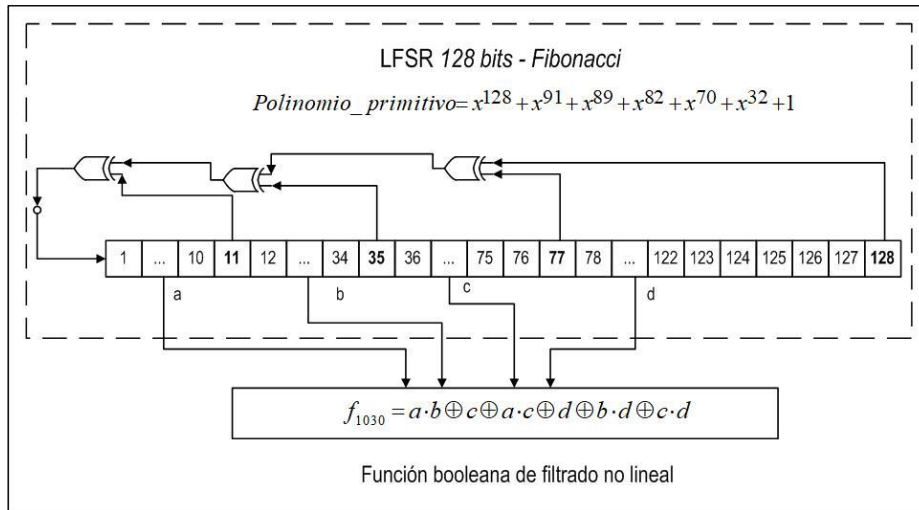 LFSR 128 bits - Fibonacci
Polinomio_primitivo= x^128+x^91+x^89+x^82+x^70+x^32+1
1 ... 10 11 12 ... 34 35 36 ... 75 76 77 78 ... 122 123 124 125 126 127 128
a b c d
f1030 = a·b⊕c⊕a·c⊕d⊕b·d⊕c·d
Función booleana de filtrado no lineal